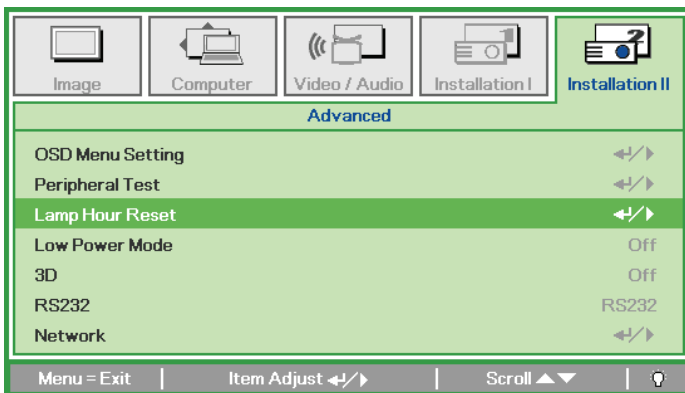 Image Computer Video / Audio Installation I Installation II
Advanced
OSD Menu Setting
Peripheral Test
Lamp Hour Reset
Low Power Mode Off
3D Off
RS232 RS232
Network
Menu = Exit Item Adjust Scroll